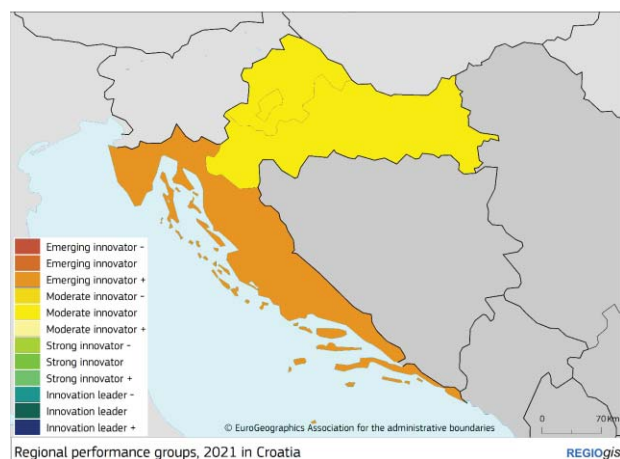 Emerging innovator -
Emerging innovator
Emerging innovator +
Moderate innovator -
Moderate innovator
Moderate innovator +
Strong innovator -
Strong innovator
Strong innovator +
Innovation leader -
Innovation leader
Innovation leader +
© EuroGeographics Association for the administrative boundaries
0 70 Km
Regional performance groups, 2021 in Croatia
REGIOgis